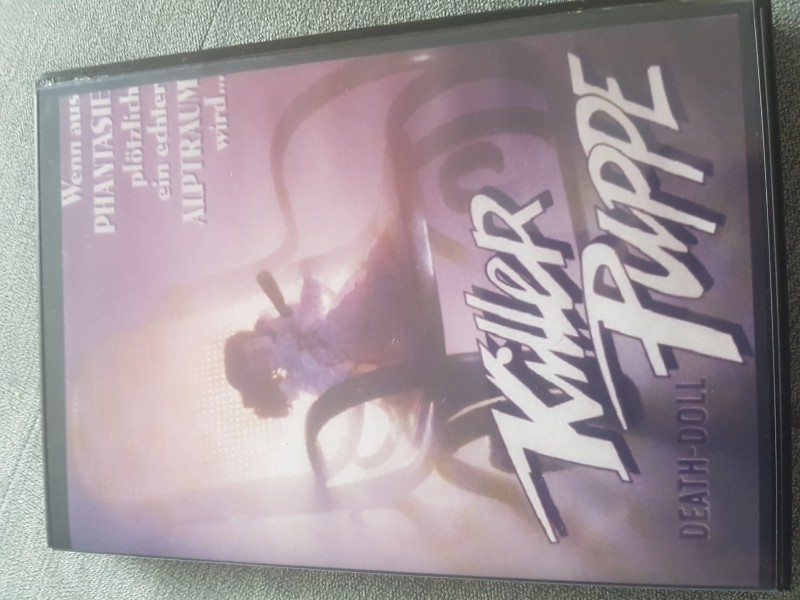 Wenn aus
PHANTASIE
plötzlich
ein echter
ALPTRAUM
wird...
Killer
PUPPE
DEATH-DOLL